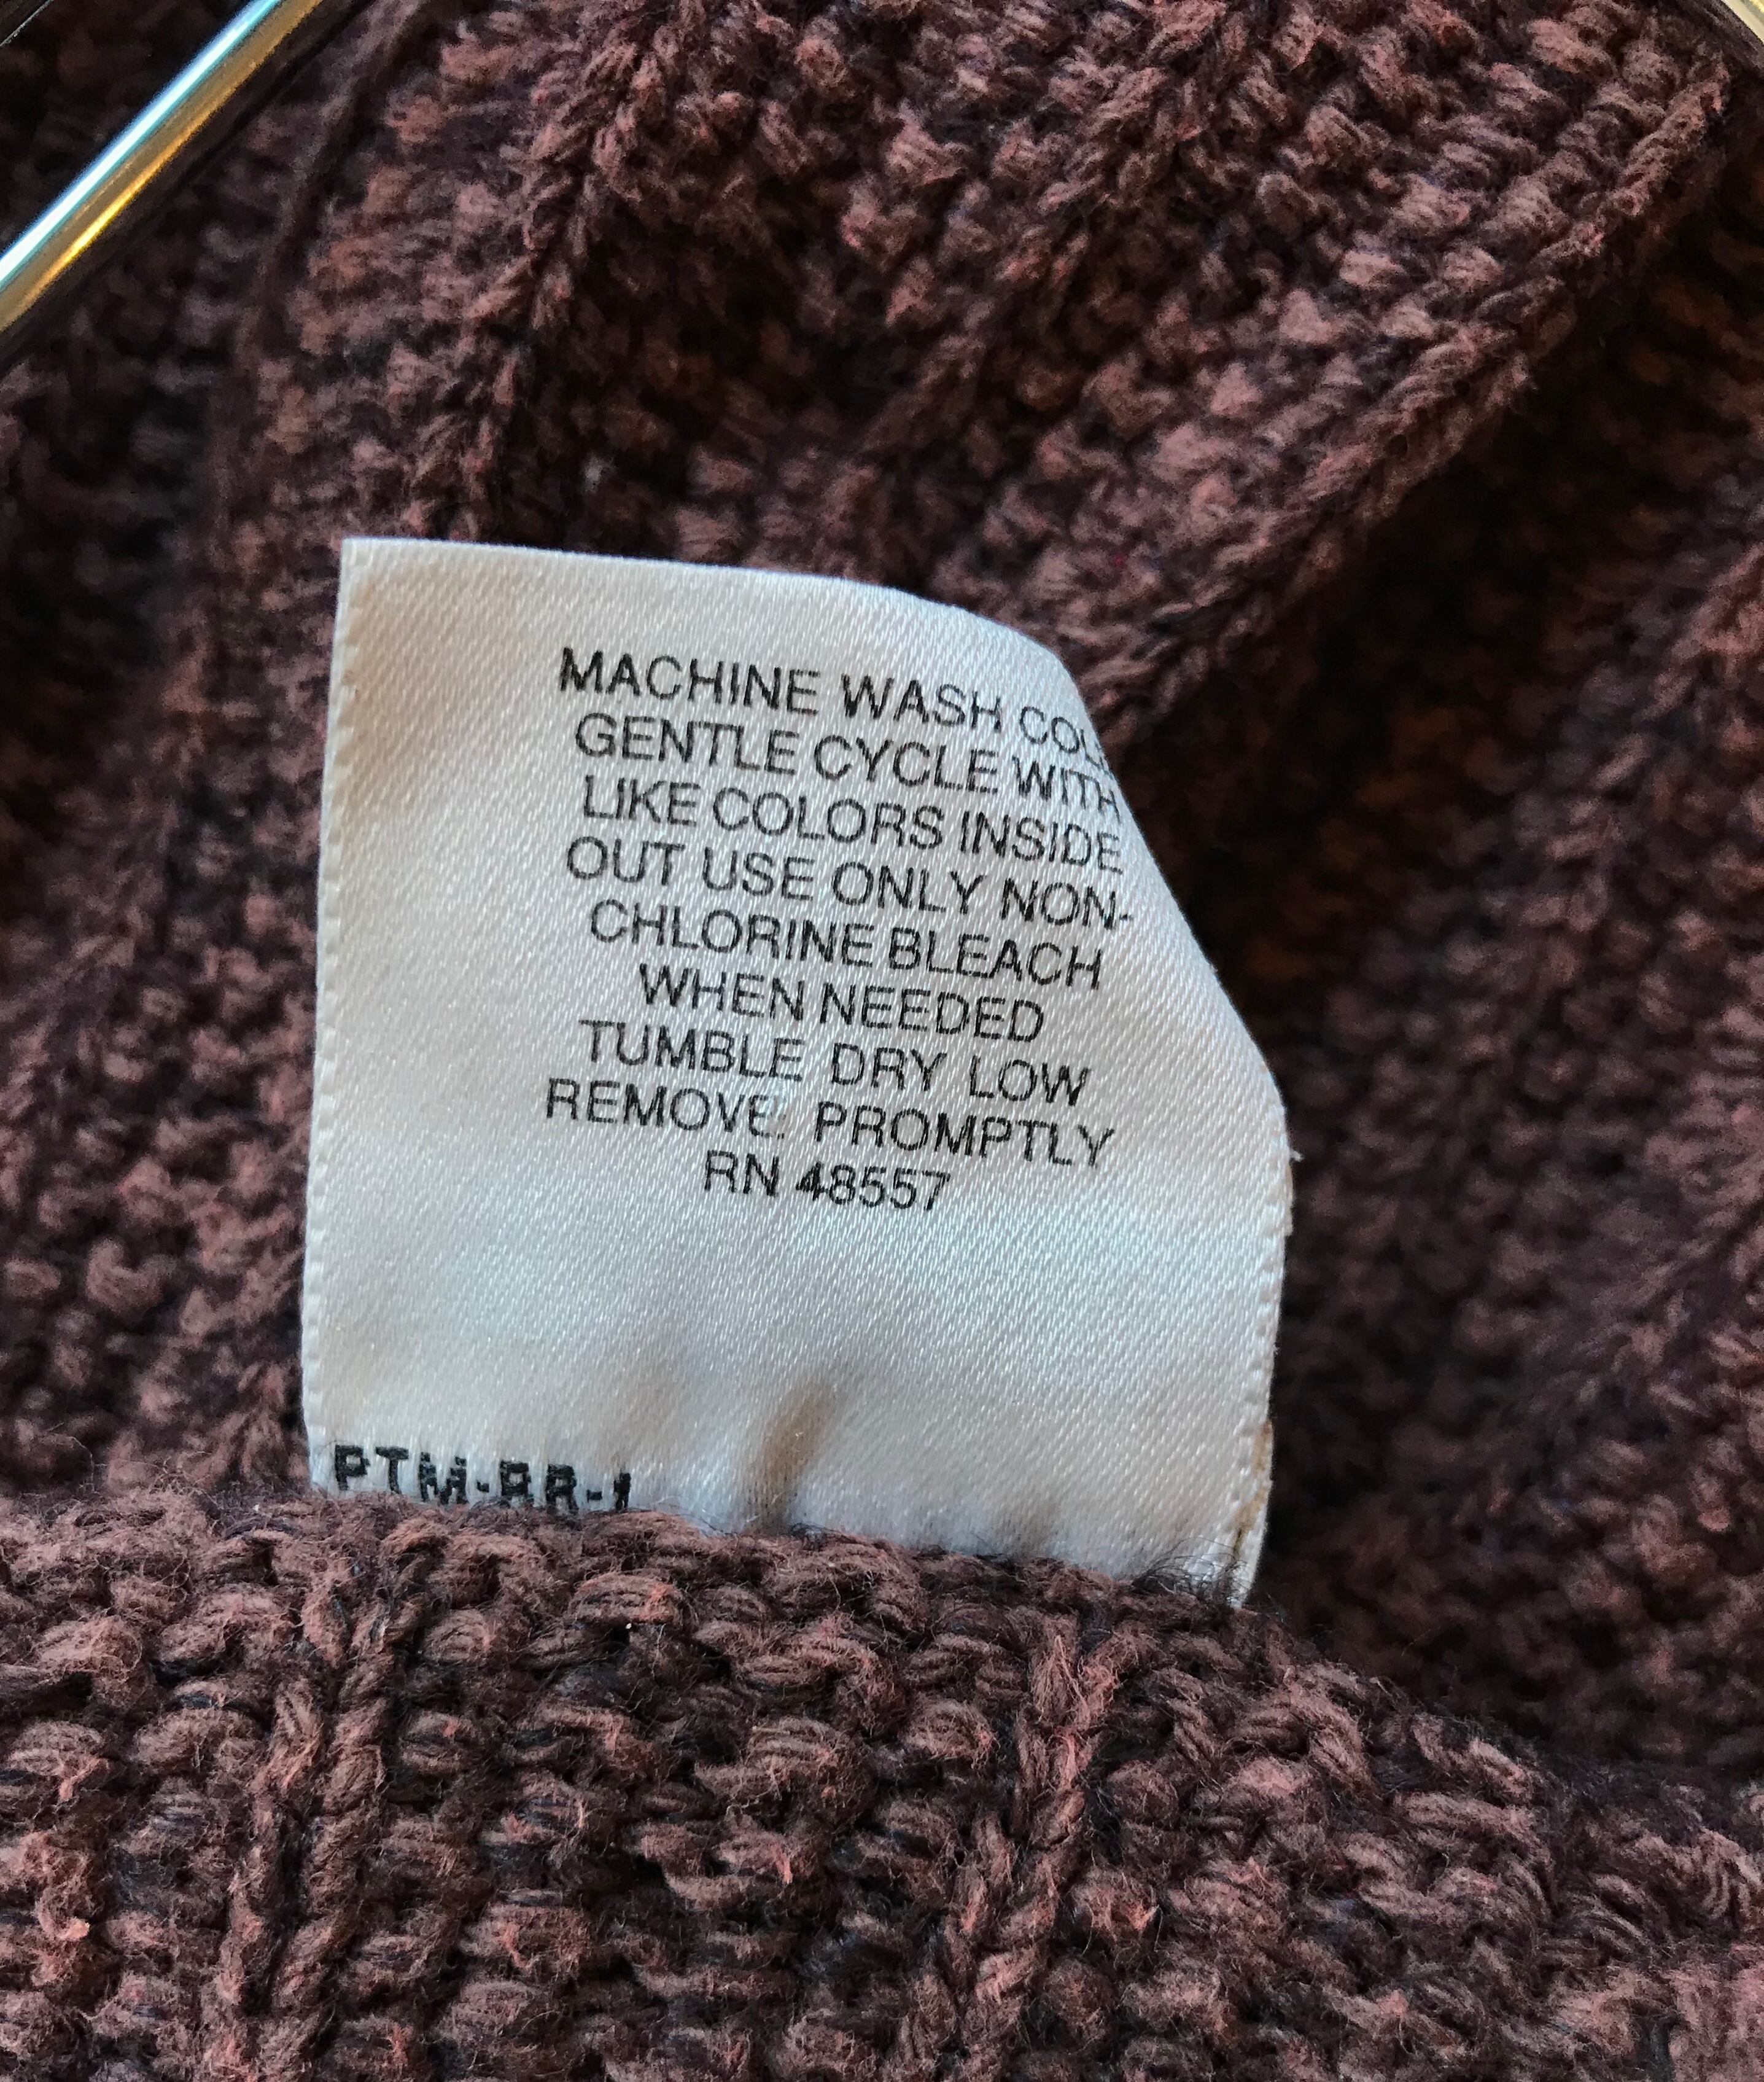 MACHINE WASH COLD
GENTLE CYCLE WITH
LIKE COLORS INSIDE
OUT USE ONLY NON-
CHLORINE BLEACH
WHEN NEEDED
TUMBLE DRY LOW
REMOVE PROMPTLY
RN 48557